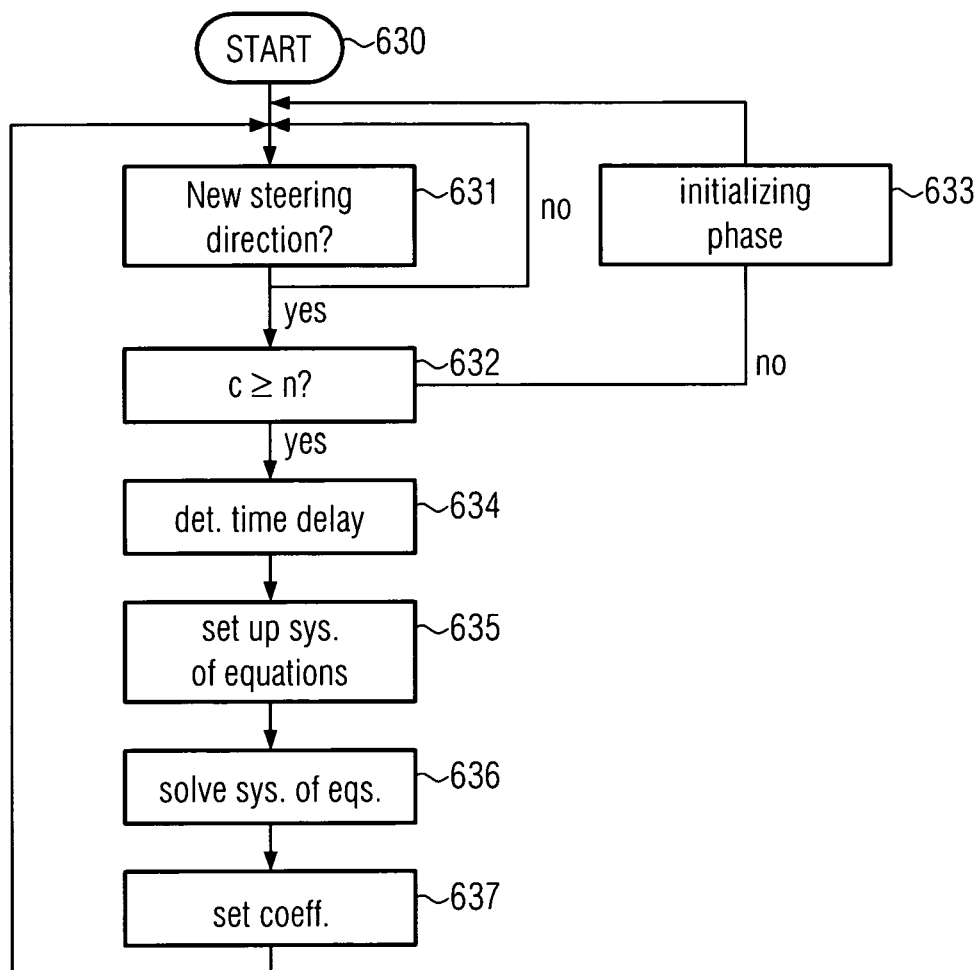 START
630
New steering
direction?
631
no
initializing
phase
633
yes
c ≥ n?
632
no
yes
det. time delay
634
set up sys.
of equations
635
solve sys. of eqs.
636
set coeff.
637